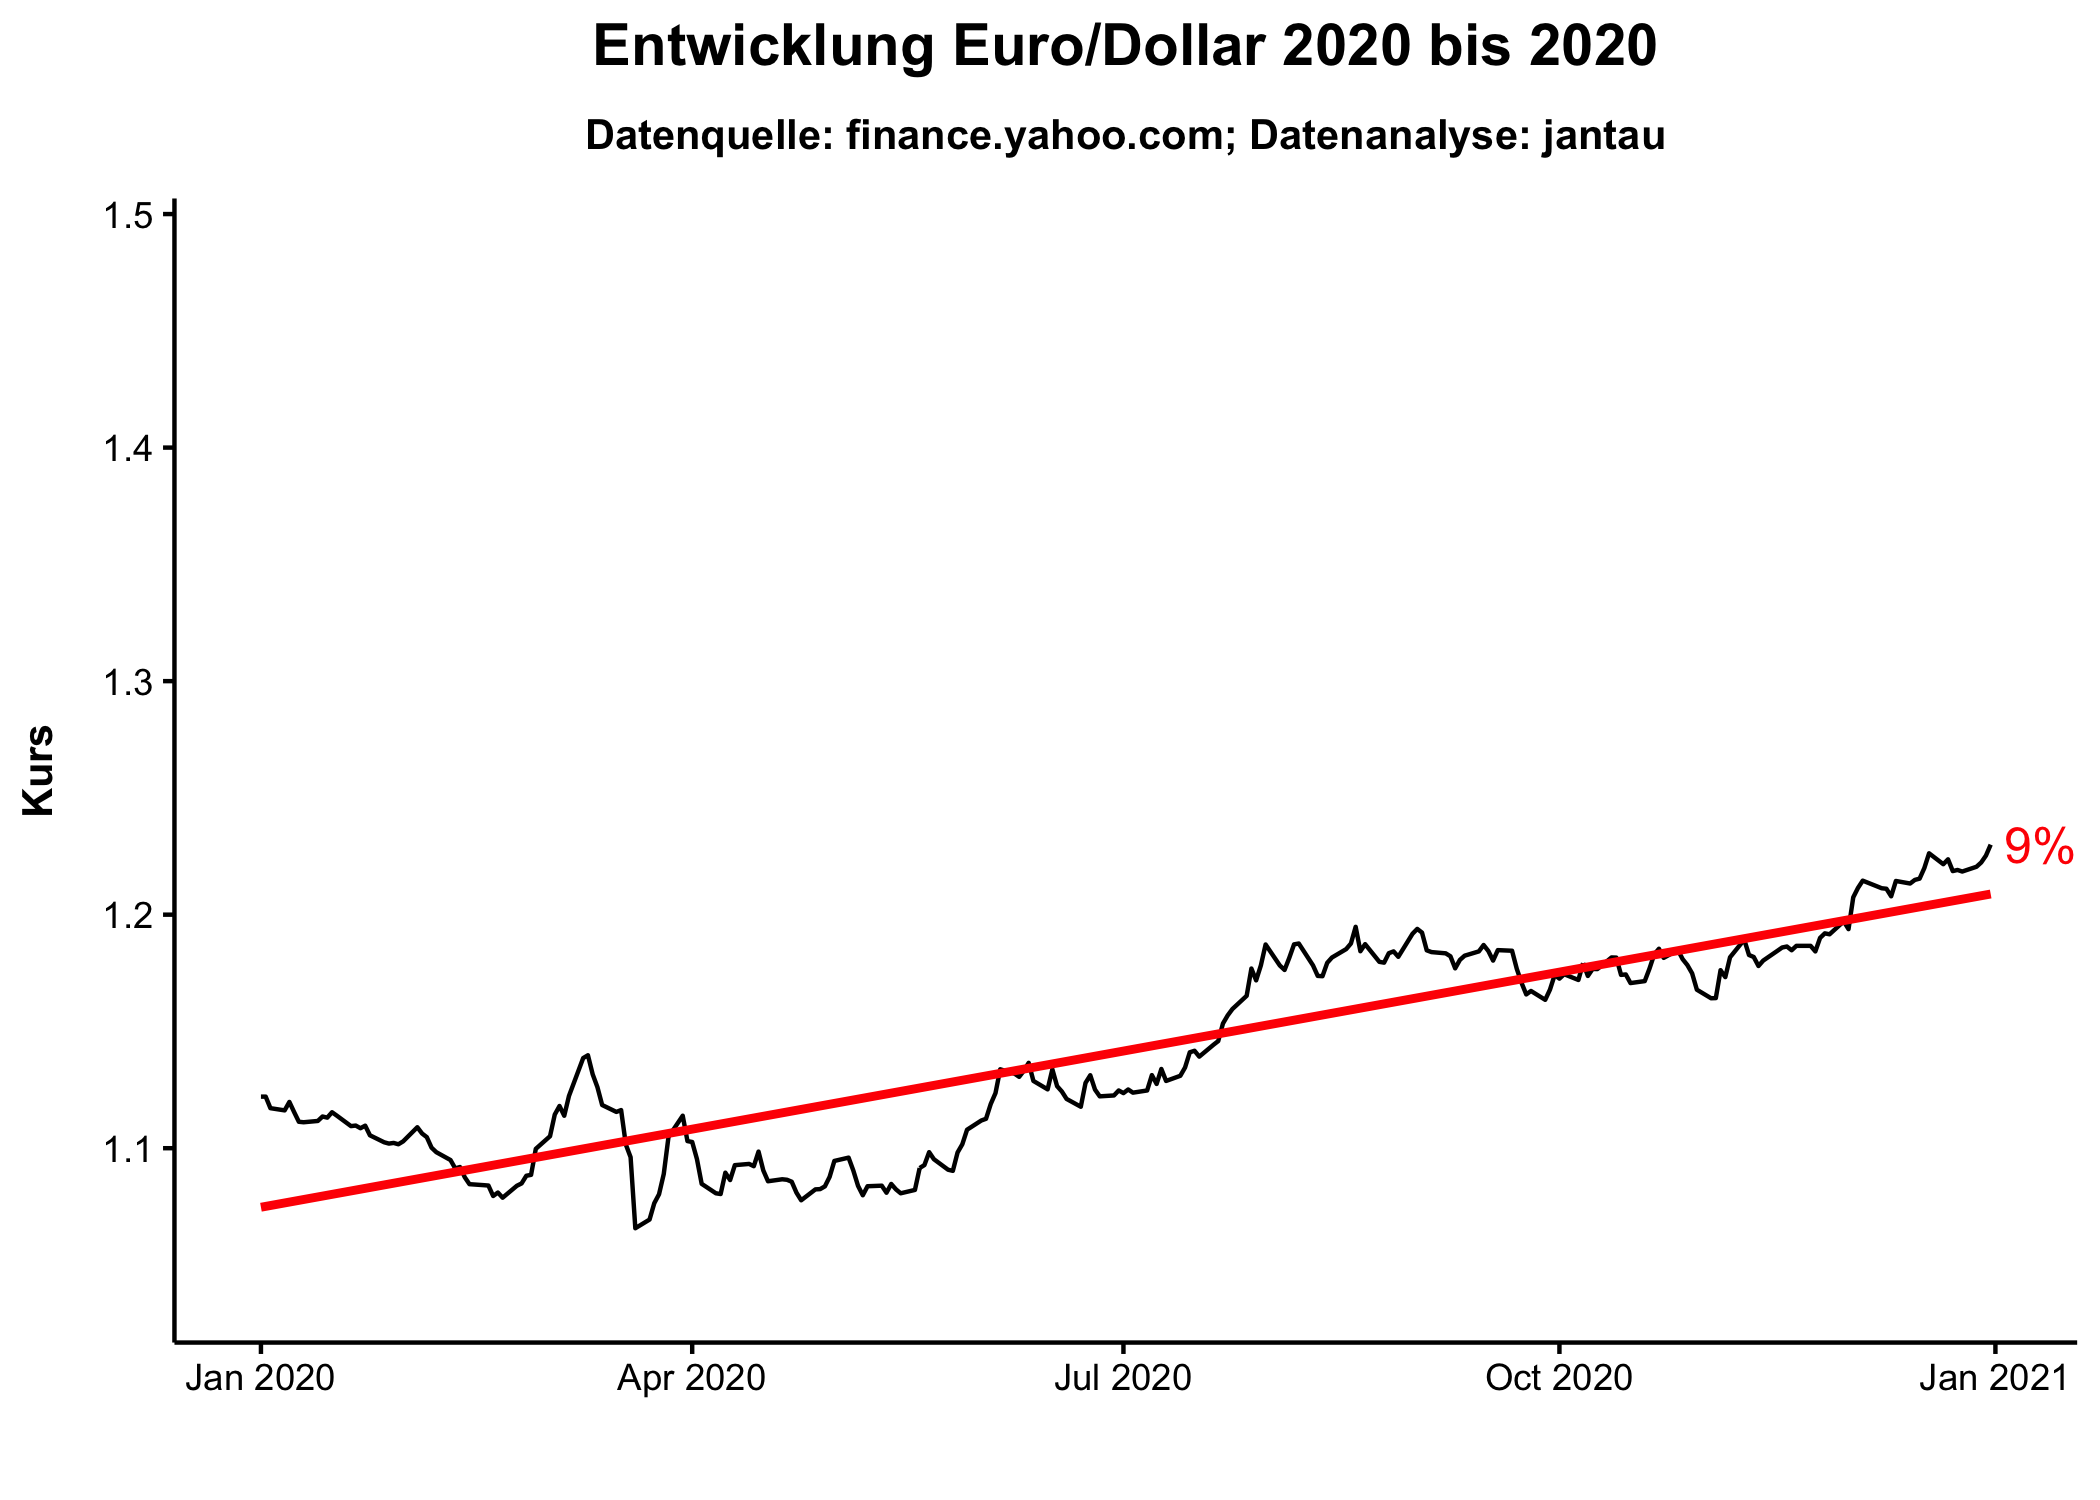 Entwicklung Euro/Dollar 2020 bis 2020
Datenquelle: finance.yahoo.com; Datenanalyse: jantau
1.5
1.4
1.3
Kurs
9%
1.2
1.1
Jan 2020 Apr 2020 Jul 2020 Oct 2020 Jan 2021